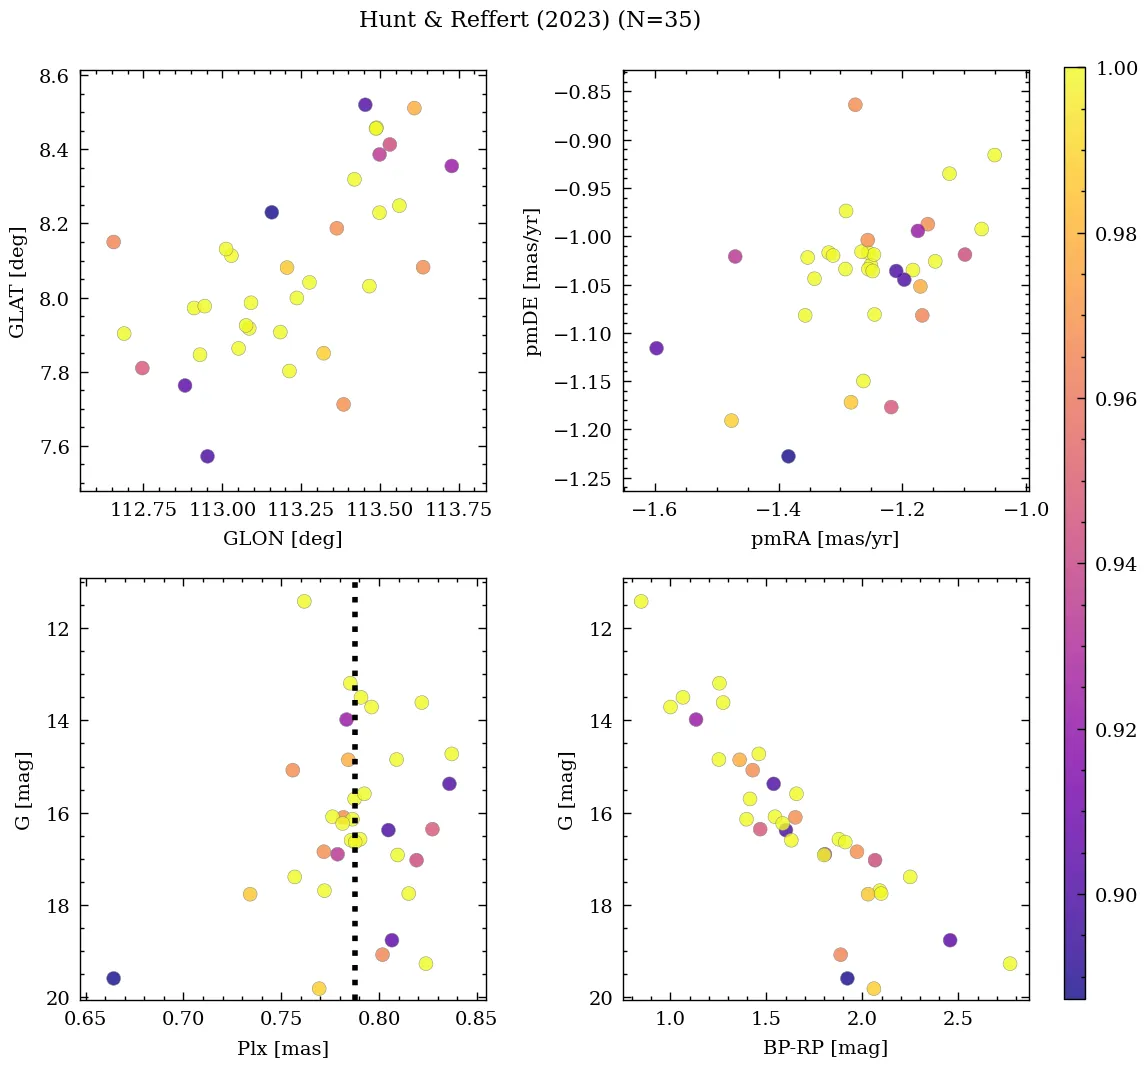 Hunt & Reffert (2023) (N=35)
8.6
8.4
8.2
8.0
7.8
7.6
GLAT [deg]
112.75 113.00 113.25 113.50 113.75
GLON [deg]
−0.85
−0.90
−0.95
−1.00
−1.05
−1.10
−1.15
−1.20
−1.25
pmDE [mas/yr]
−1.6 −1.4 −1.2 −1.0
pmRA [mas/yr]
12
14
16
18
20
G [mag]
0.65 0.70 0.75 0.80 0.85
Plx [mas]
12
14
16
18
20
G [mag]
1.0 1.5 2.0 2.5
BP-RP [mag]
1.00
0.98
0.96
0.94
0.92
0.90